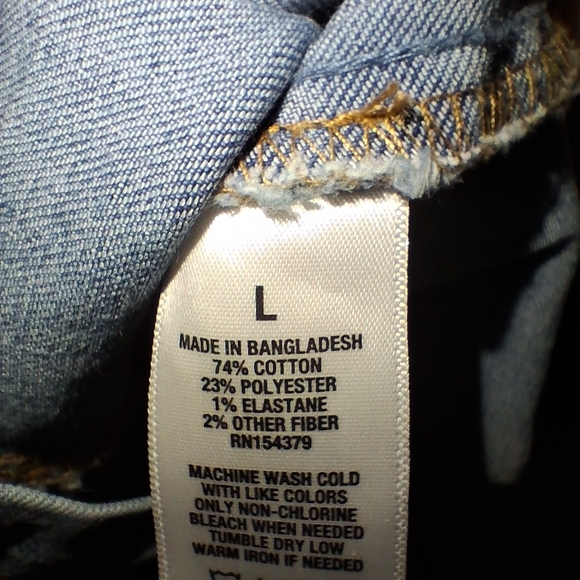 L
MADE IN BANGLADESH
74% COTTON
23% POLYESTER
1% ELASTANE
2% OTHER FIBER
RN154379
MACHINE WASH COLD
WITH LIKE COLORS
ONLY NON-CHLORINE
BLEACH WHEN NEEDED
TUMBLE DRY LOW
WARM IRON IF NEEDED